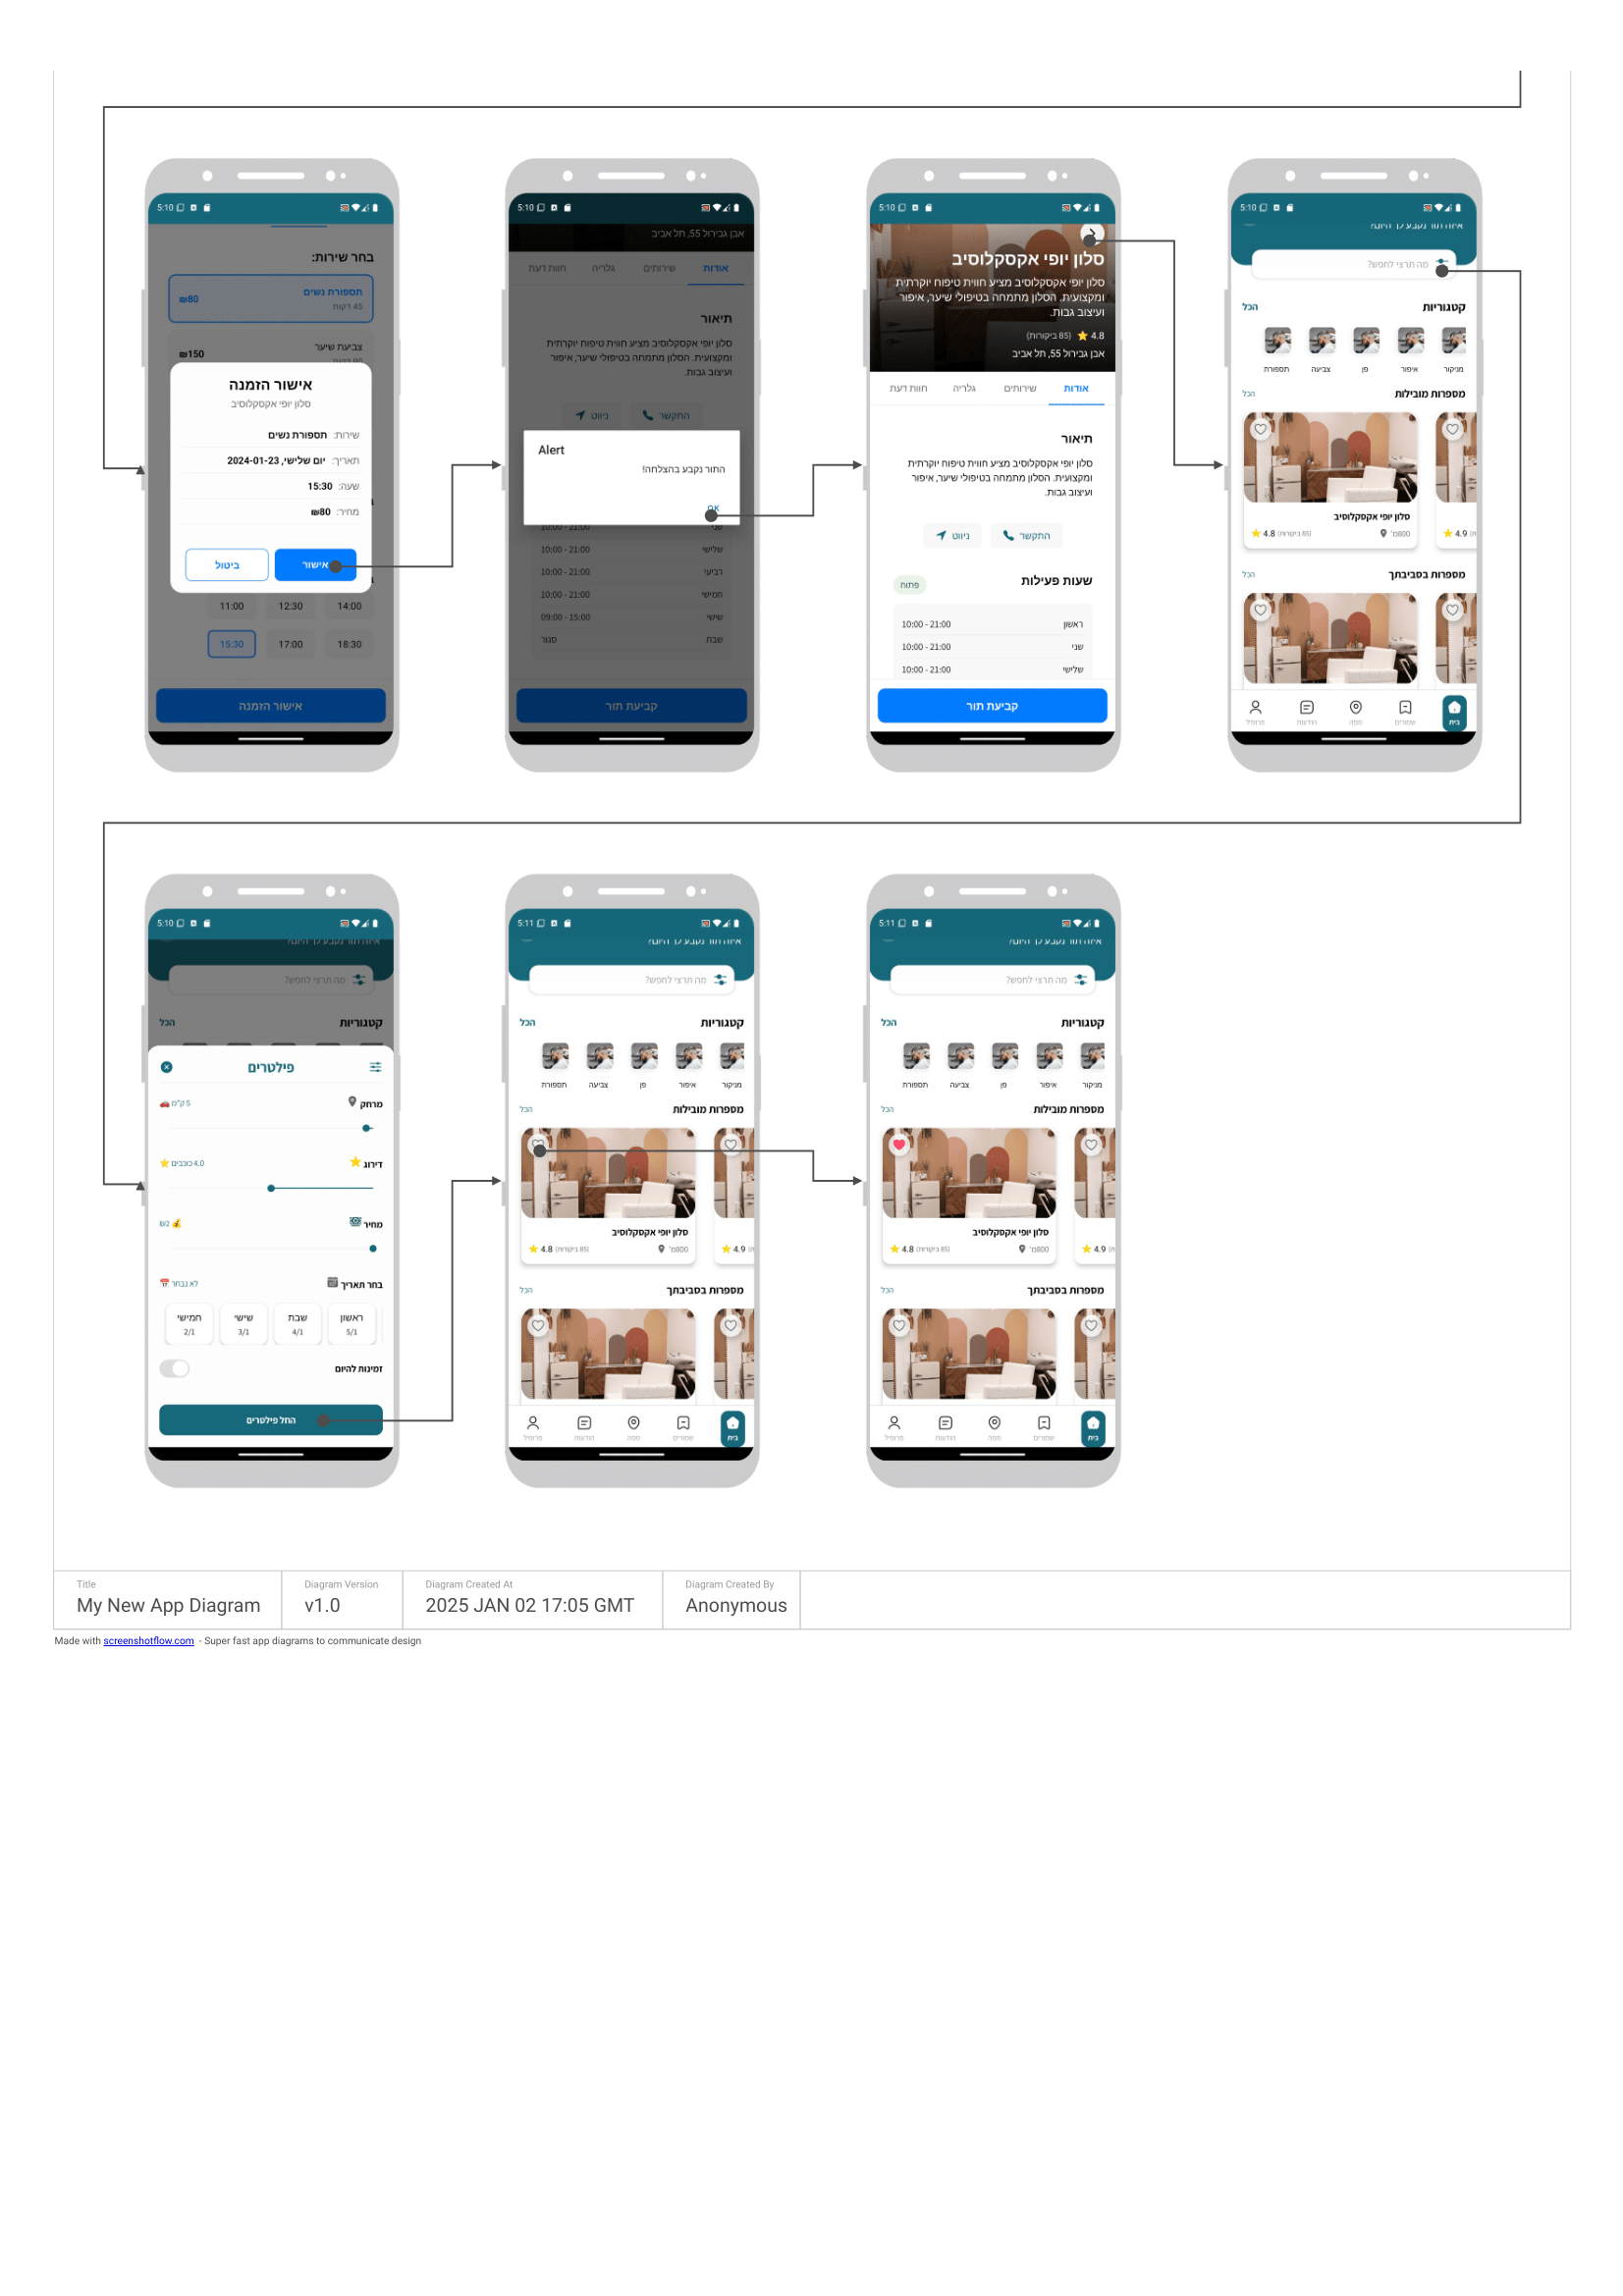 5:10
בחר שירות:
תספורת נשים
45 דקות
₪80
צביעת שיער
₪150
אישור הזמנה
סלון יופי אקסקלוסיב
שירות: תספורת נשים
תאריך: יום שלישי, 2024-01-23
שעה: 15:30
מחיר: ₪80
אישור ביטול
11:00 12:30 14:00
15:30 17:00 18:30
אישור הזמנה
5:10
אבן גבירול 55, תל אביב
אודות שירותים גלריה חוות דעת
תיאור
סלון יופי אקסקלוסיב מציע חווית טיפוח יוקרתית
ומקצועית. הסלון מתמחה בטיפולי שיער, איפור
ועיצוב גבות.
התקשר ניווט
Alert
התור נקבע בהצלחה!
OK
שני 10:00 - 21:00
שלישי 10:00 - 21:00
רביעי 10:00 - 21:00
חמישי 10:00 - 21:00
שישי 09:00 - 15:00
שבת סגור
קביעת תור
5:10
סלון יופי אקסקלוסיב
סלון יופי אקסקלוסיב מציע חווית טיפוח יוקרתית
ומקצועית. הסלון מתמחה בטיפולי שיער, איפור
ועיצוב גבות.
4.8 (85 ביקורות)
אבן גבירול 55, תל אביב
אודות שירותים גלריה חוות דעת
תיאור
סלון יופי אקסקלוסיב מציע חווית טיפוח יוקרתית
ומקצועית. הסלון מתמחה בטיפולי שיער, איפור
ועיצוב גבות.
התקשר ניווט
שעות פעילות
פתוח
ראשון 10:00 - 21:00
שני 10:00 - 21:00
שלישי 10:00 - 21:00
קביעת תור
5:10
איזה תור נקבע לך היום?
מה תרצי לחפש?
קטגוריות הכל
מניקור איפור פן צביעה תספורת
מספרות מובילות הכל
סלון יופי אקסקלוסיב
800מ' 4.8 (85 ביקורות)
4.9
מספרות בסביבתך הכל
בית שמורים מפה הודעות פרופיל
5:10
איזה תור נקבע לך היום?
מה תרצי לחפש?
קטגוריות הכל
פילטרים
מרחק 5 ק"מ
דירוג 4.0 כוכבים
מחיר ₪2
בחר תאריך לא נבחר
ראשון שבת שישי חמישי
5/1 4/1 3/1 2/1
זמינות להיום
החל פילטרים
5:11
איזה תור נקבע לך היום?
מה תרצי לחפש?
קטגוריות הכל
מניקור איפור פן צביעה תספורת
מספרות מובילות הכל
סלון יופי אקסקלוסיב
800מ' 4.8 (85 ביקורות)
4.9
מספרות בסביבתך הכל
בית שמורים מפה הודעות פרופיל
5:11
איזה תור נקבע לך היום?
מה תרצי לחפש?
קטגוריות הכל
מניקור איפור פן צביעה תספורת
מספרות מובילות הכל
סלון יופי אקסקלוסיב
800מ' 4.8 (85 ביקורות)
4.9
מספרות בסביבתך הכל
בית שמורים מפה הודעות פרופיל
Title
My New App Diagram
Diagram Version
v1.0
Diagram Created At
2025 JAN 02 17:05 GMT
Diagram Created By
Anonymous
Made with screenshotflow.com - Super fast app diagrams to communicate design